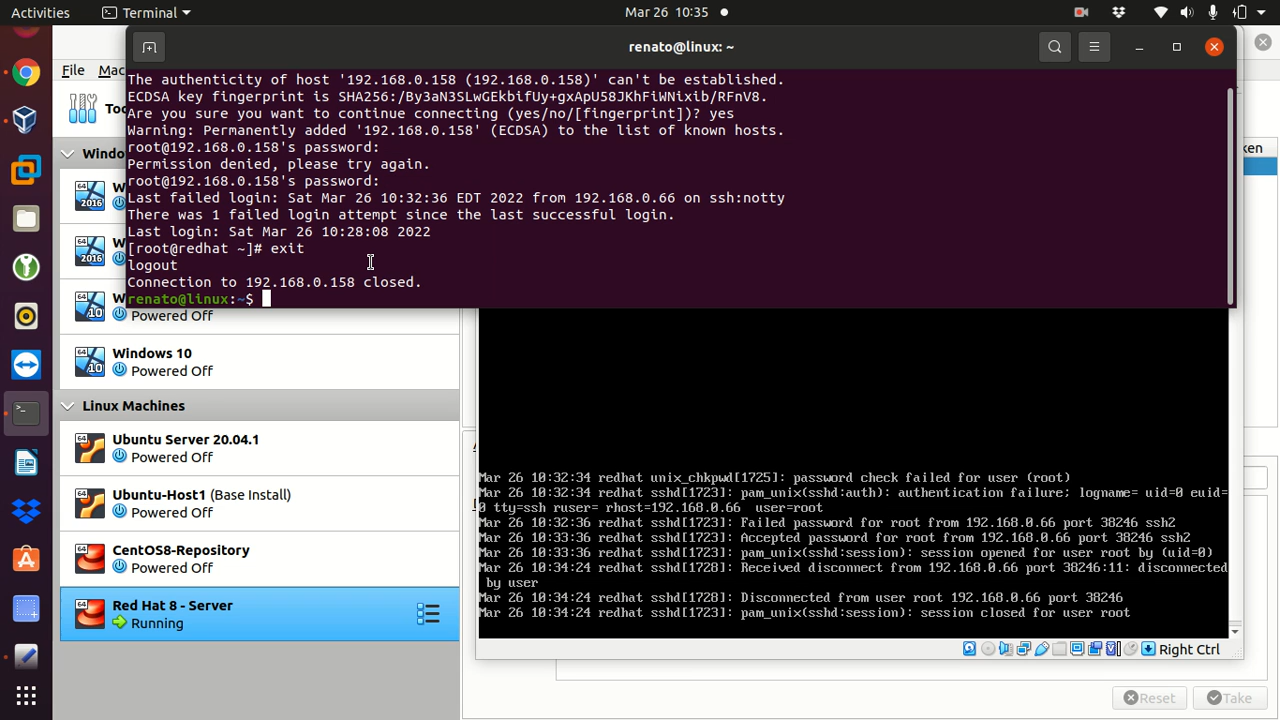 Activities
Terminal
Mar 26 10:35
renato@linux: ~
File
Mac
The authenticity of host '192.168.0.158 (192.168.0.158)' can't be established.
ECDSA key fingerprint is SHA256:/By3aN3SLwGEkbifUy+gxApU58JKhFiWNixib/RFnV8.
Are you sure you want to continue connecting (yes/no/[fingerprint])? yes
Warning: Permanently added '192.168.0.158' (ECDSA) to the list of known hosts.
root@192.168.0.158's password:
Permission denied, please try again.
root@192.168.0.158's password:
Last failed login: Sat Mar 26 10:32:36 EDT 2022 from 192.168.0.66 on ssh:notty
There was 1 failed login attempt since the last successful login.
Last login: Sat Mar 26 10:28:08 2022
[root@redhat ~]# exit
logout
Connection to 192.168.0.158 closed.
renato@linux:~$
Too
Windo
ken
64 2016 W
64 2016 W
64 10 W
Powered Off
64 10 Windows 10
Powered Off
Linux Machines
64 Ubuntu Server 20.04.1
Powered Off
64 Ubuntu-Host1 (Base Install)
Powered Off
64 CentOS8-Repository
Powered Off
64 Red Hat 8 - Server
Running
Mar 26 10:32:34 redhat unix_chkpwd[1725]: password check failed for user (root)
Mar 26 10:32:34 redhat sshd[1723]: pam_unix(sshd:auth): authentication failure; logname= uid=0 euid=
0 tty=ssh ruser= rhost=192.168.0.66  user=root
Mar 26 10:32:36 redhat sshd[1723]: Failed password for root from 192.168.0.66 port 38246 ssh2
Mar 26 10:33:36 redhat sshd[1723]: Accepted password for root from 192.168.0.66 port 38246 ssh2
Mar 26 10:33:36 redhat sshd[1723]: pam_unix(sshd:session): session opened for user root by (uid=0)
Mar 26 10:34:24 redhat sshd[1728]: Received disconnect from 192.168.0.66 port 38246:11: disconnected
by user
Mar 26 10:34:24 redhat sshd[1728]: Disconnected from user root 192.168.0.66 port 38246
Mar 26 10:34:24 redhat sshd[1723]: pam_unix(sshd:session): session closed for user root
Right Ctrl
Reset
Take